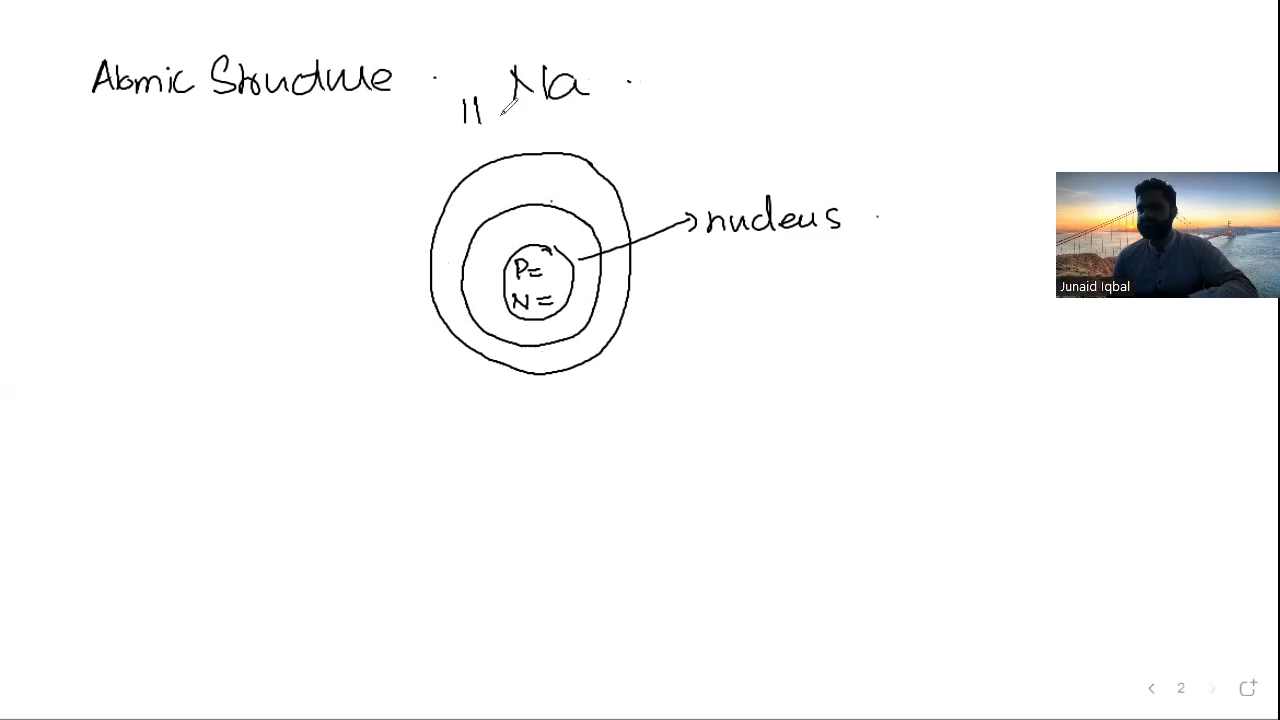 Atomic Structure . 11 Na .
nucleus
P=
N=
Junaid Iqbal
2